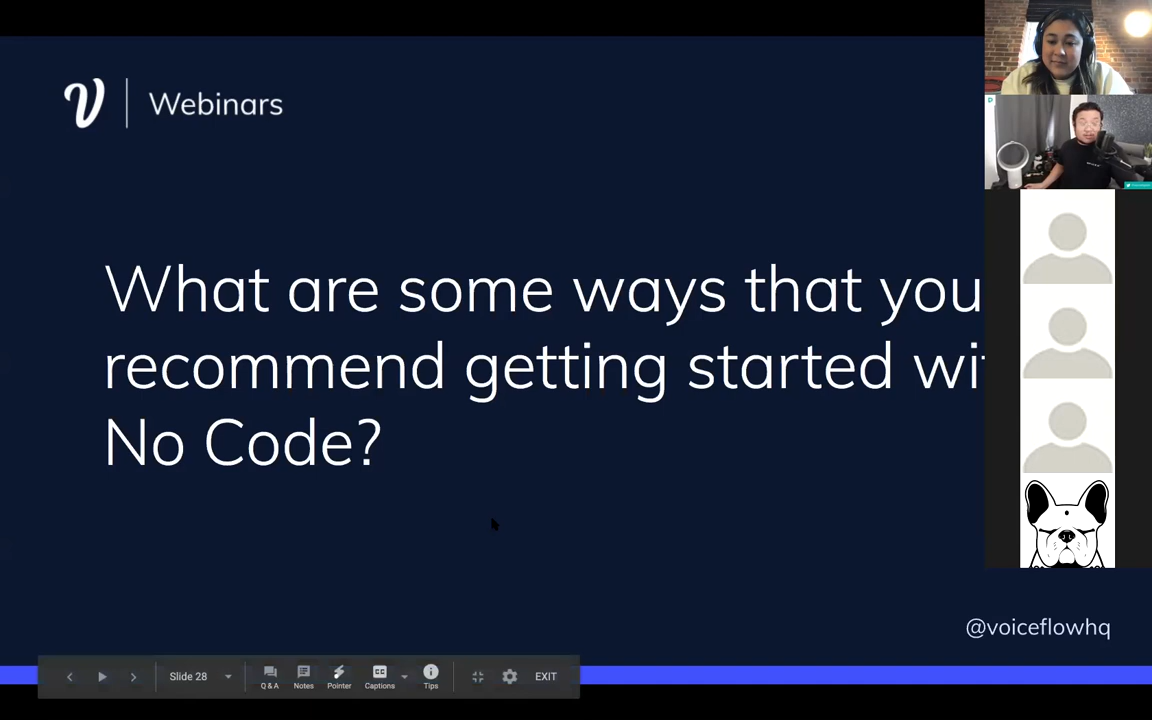 Webinars
What are some ways that you
recommend getting started wi
No Code?
@voiceflowhq
Slide 28
Q & A
Notes
Pointer
Captions
Tips
EXIT